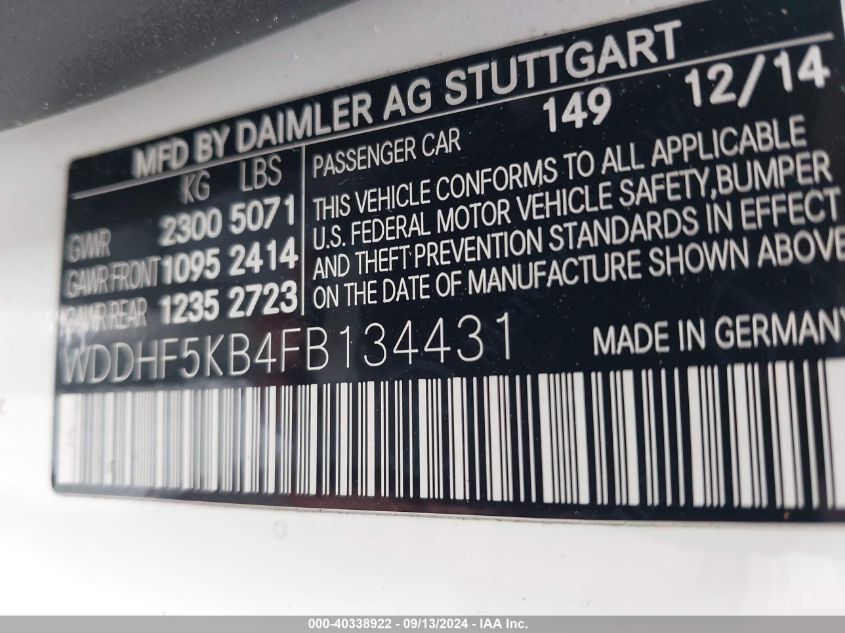 MFD BY DAIMLER AG STUTTGART
KG LBS
GVWR 2300 5071
GAWR FRONT 1095 2414
GAWR REAR 1235 2723
PASSENGER CAR 149 12/14
THIS VEHICLE CONFORMS TO ALL APPLICABLE
U.S. FEDERAL MOTOR VEHICLE SAFETY,BUMPER
AND THEFT PREVENTION STANDARDS IN EFFECT
ON THE DATE OF MANUFACTURE SHOWN ABOVE
WDDHF5KB4FB134431 MADE IN GERMANY
000-40338922 - 09/13/2024 - IAA Inc.